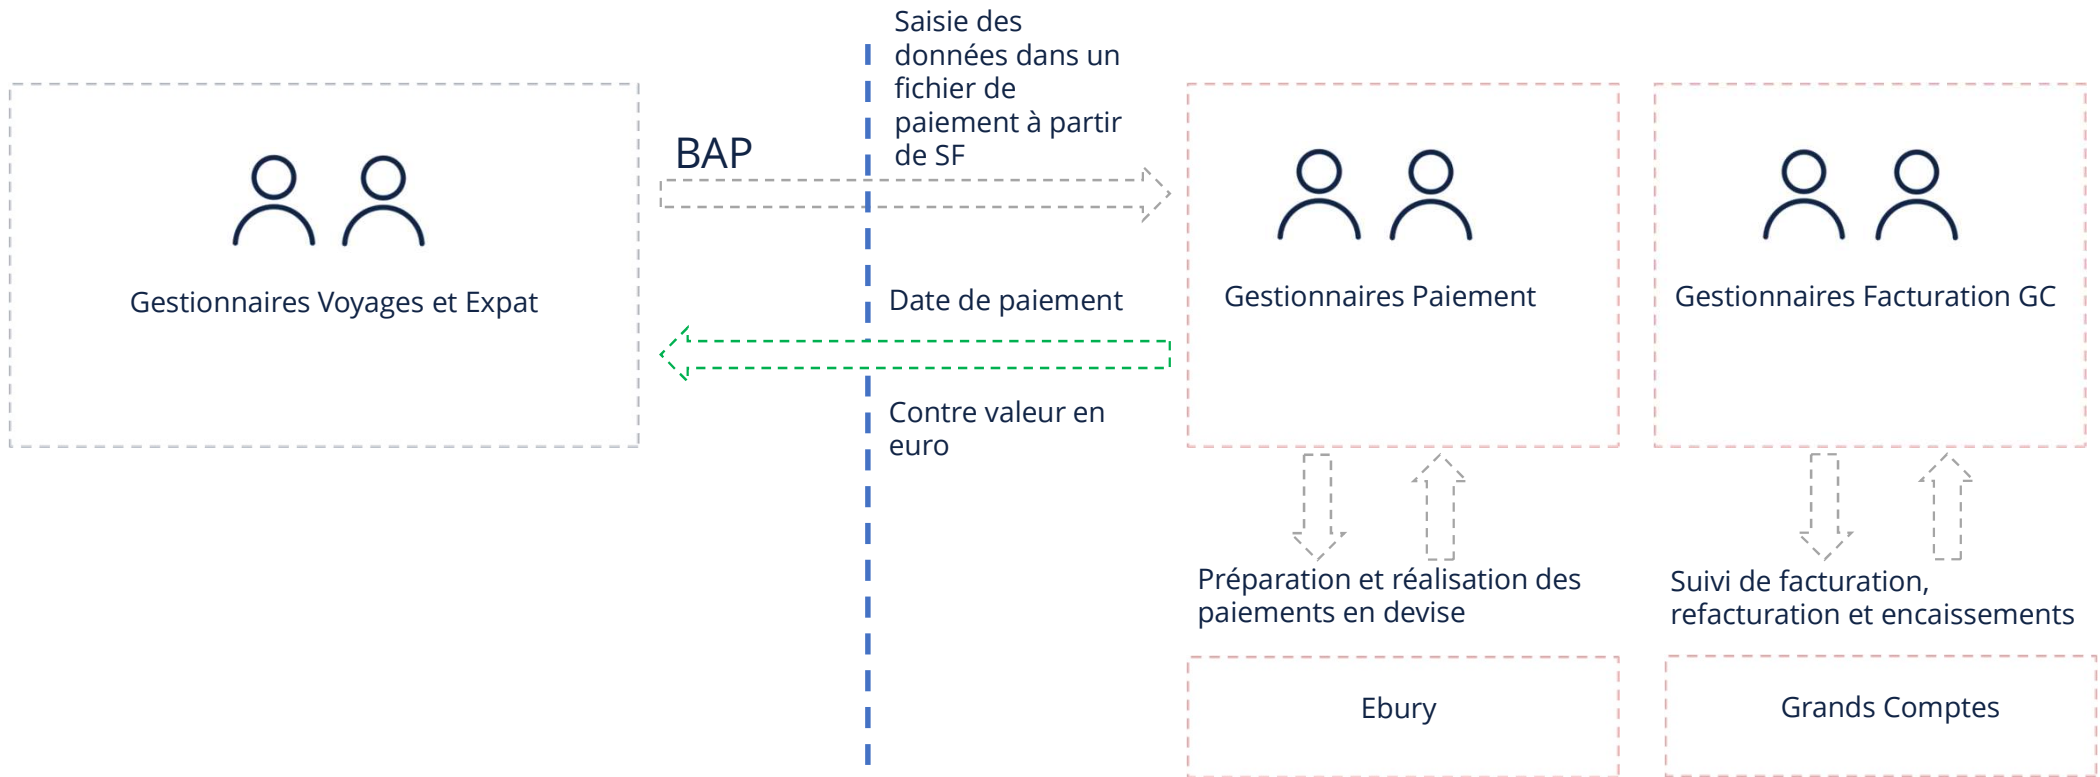 Saisie des
données dans un
fichier de
paiement à partir
de SF
BAP
Gestionnaires Voyages et Expat
Date de paiement
Contre valeur en
euro
Gestionnaires Paiement
Gestionnaires Facturation GC
Préparation et réalisation des
paiements en devise
Suivi de facturation,
refacturation et encaissements
Ebury
Grands Comptes